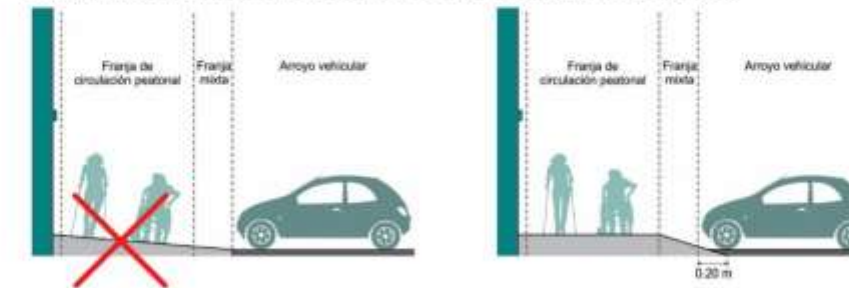 Franja de
circulación peatonal
Franja
mixta
Arroyo vehicular
Franja de
circulación peatonal
Franja
mixta
Arroyo vehicular
0.20 m